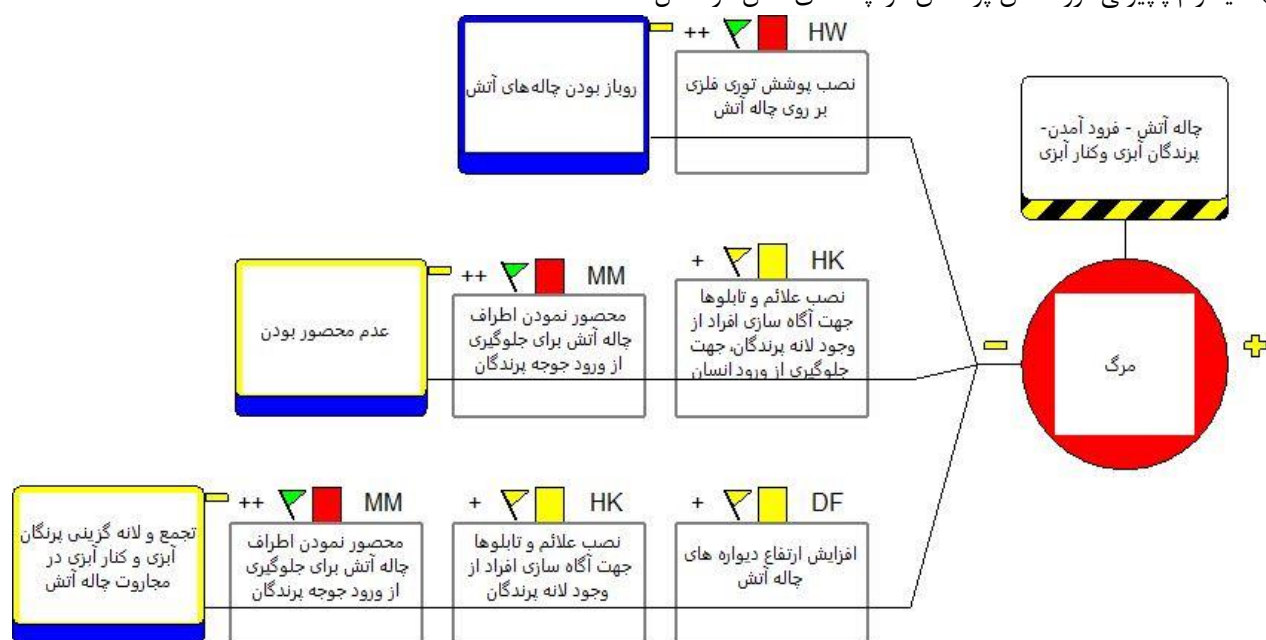 ++ HW
روباز بودن چاله‌های آتش
نصب پوشش توری فلزی
بر روی چاله آتش
چاله آتش - فرود آمدن-
پرندگان آبزی وکنار آبزی
++ MM
+ HK
عدم محصور بودن
محصور نمودن اطراف
چاله آتش برای جلوگیری
از ورود جوجه پرندگان
نصب علائم و تابلوها
جهت آگاه سازی افراد از
وجود لانه پرندگان، جهت
جلوگیری از ورود انسان
مرگ
++ MM
+ HK
+ DF
تجمع و لانه گزینی پرنگان
آبزی و کنار آبزی در
مجاروت چاله آتش
محصور نمودن اطراف
چاله آتش برای جلوگیری
از ورود جوجه پرندگان
نصب علائم و تابلوها
جهت آگاه سازی افراد از
وجود لانه پرندگان
افزایش ارتفاع دیواره های
چاله آتش